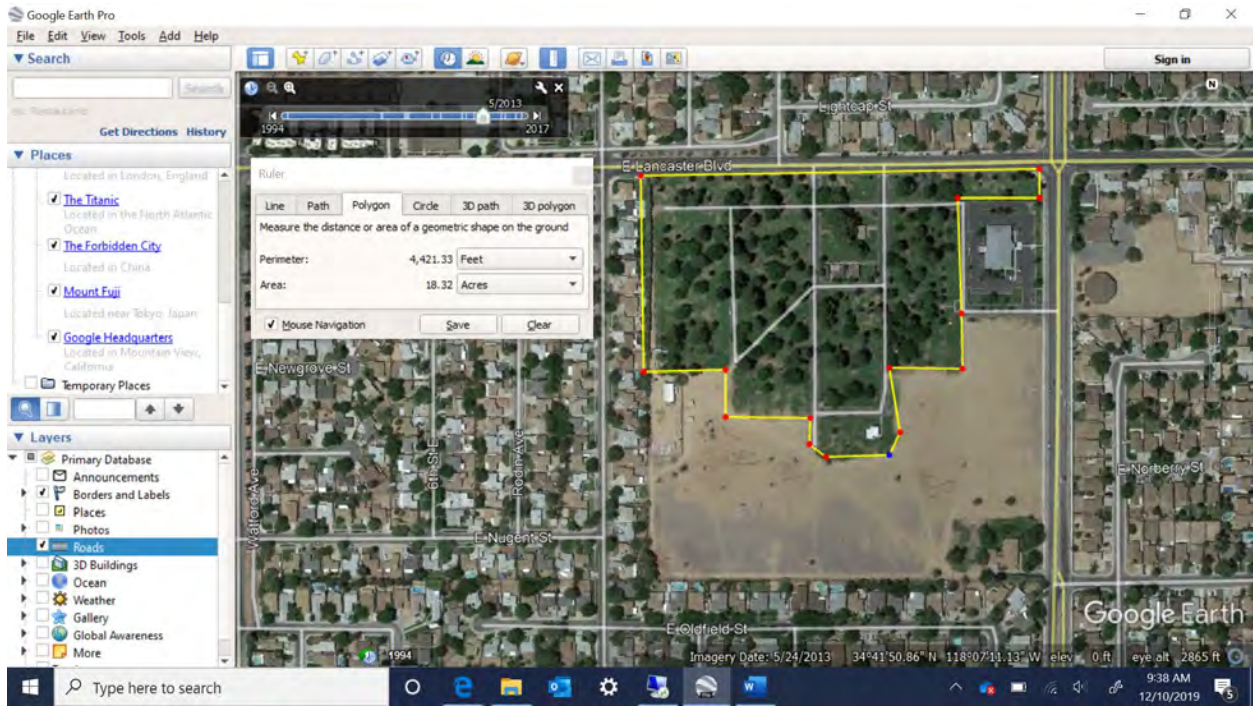 Google Earth Pro
File Edit View Tools Add Help
Search
Search
Get Directions History
Places
Located in London, England
The Titanic
Located in the North Atlantic
Ocean
The Forbidden City
Located in China
Mount Fuji
Located near Tokyo, Japan
Google Headquarters
Located in Mountain View,
California
Temporary Places
Layers
Primary Database
Announcements
Borders and Labels
Places
Photos
Roads
3D Buildings
Ocean
Weather
Gallery
Global Awareness
More
Sign in
5/2013
1994 2017
Ruler
Line Path Polygon Circle 3D path 3D polygon
Measure the distance or area of a geometric shape on the ground
Perimeter: 4,421.33 Feet
Area: 18.32 Acres
Mouse Navigation Save Clear
N
Lightcap St
E Lancaster Blvd
E Newgrove St
Watford Ave
6th St E
Rodin Ave
E Nugent St
E Norberry St
E Oldfield St
Google Earth
1994
Imagery Date: 5/24/2013 34°41'50.86" N 118°07'11.13" W elev 0 ft eye alt 2865 ft
Type here to search
9:38 AM
12/10/2019
5